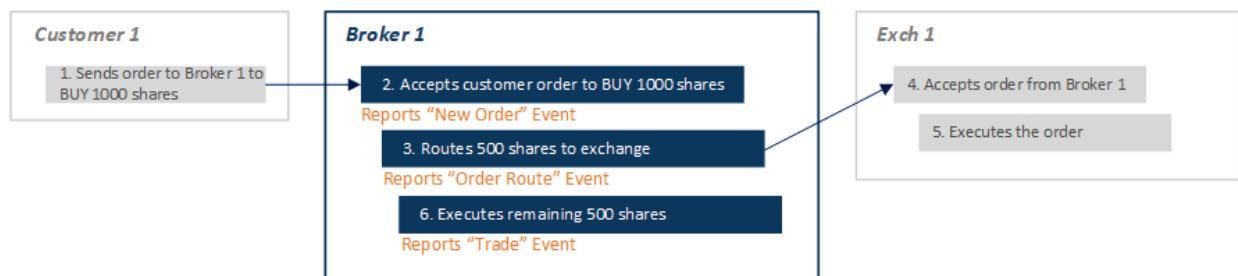 Customer 1
1. Sends order to Broker 1 to
BUY 1000 shares
Broker 1
2. Accepts customer order to BUY 1000 shares
Reports “New Order” Event
3. Routes 500 shares to exchange
Reports “Order Route” Event
6. Executes remaining 500 shares
Reports “Trade” Event
Exch 1
4. Accepts order from Broker 1
5. Executes the order